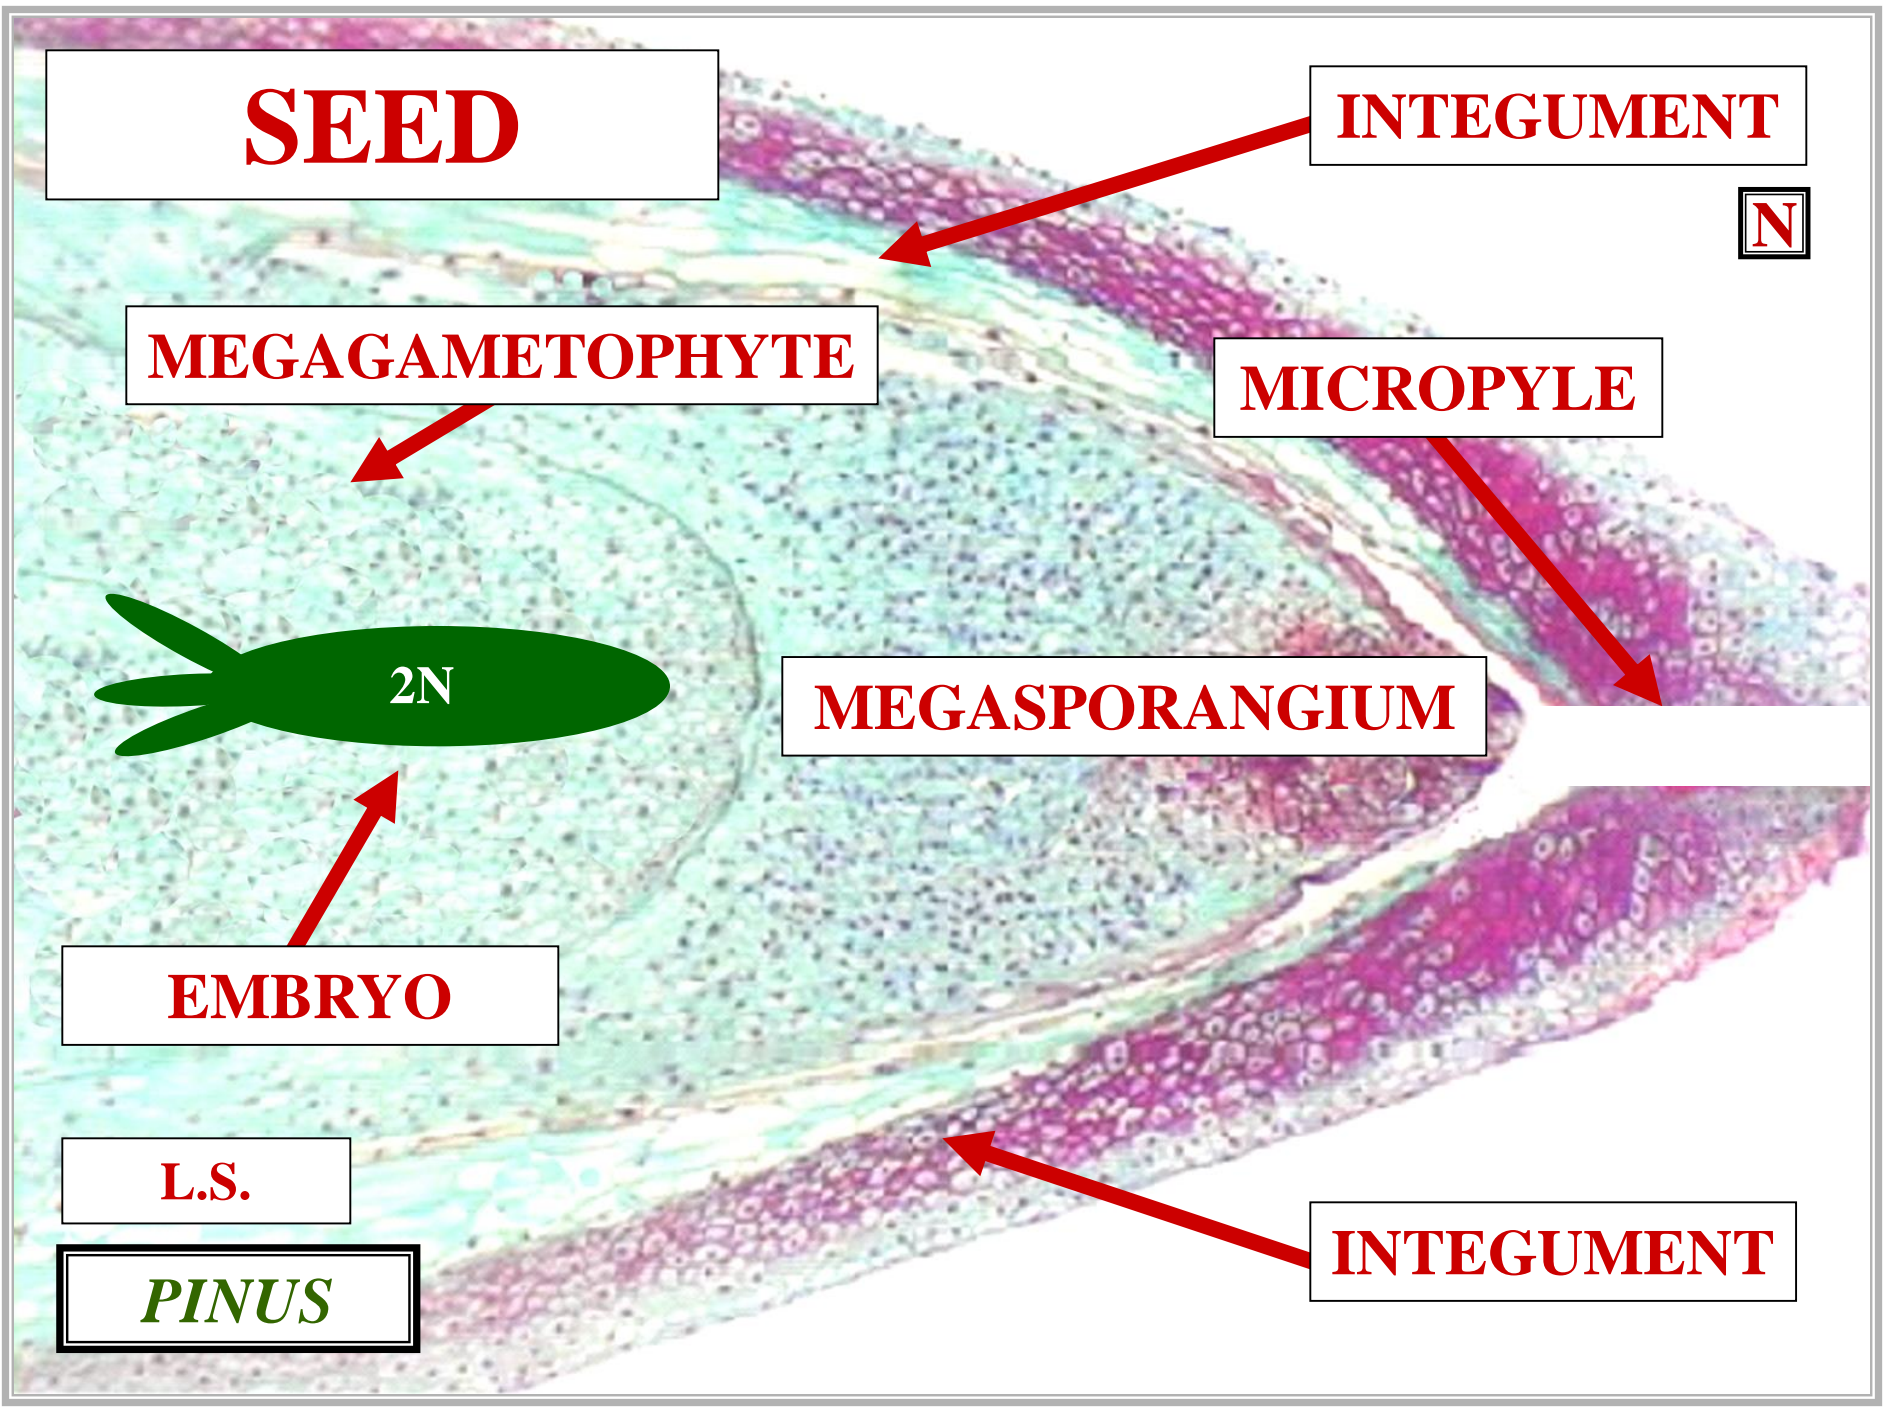 SEED
INTEGUMENT
N
MEGAGAMETOPHYTE
MICROPYLE
2N
MEGASPORANGIUM
EMBRYO
L.S.
INTEGUMENT
PINUS